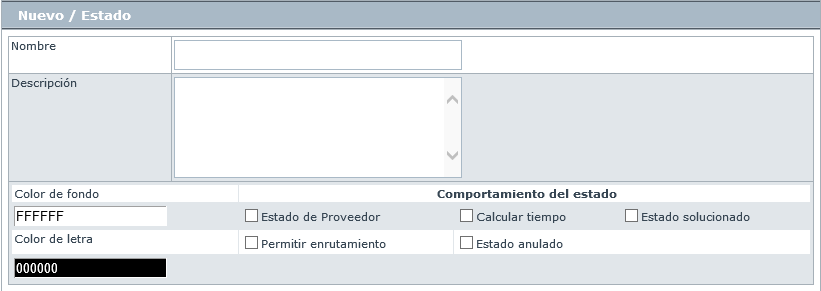 Nuevo / Estado
Nombre
Descripción
Color de fondo
Comportamiento del estado
FFFFFF
Estado de Proveedor
Calcular tiempo
Estado solucionado
Color de letra
Permitir enrutamiento
Estado anulado
000000